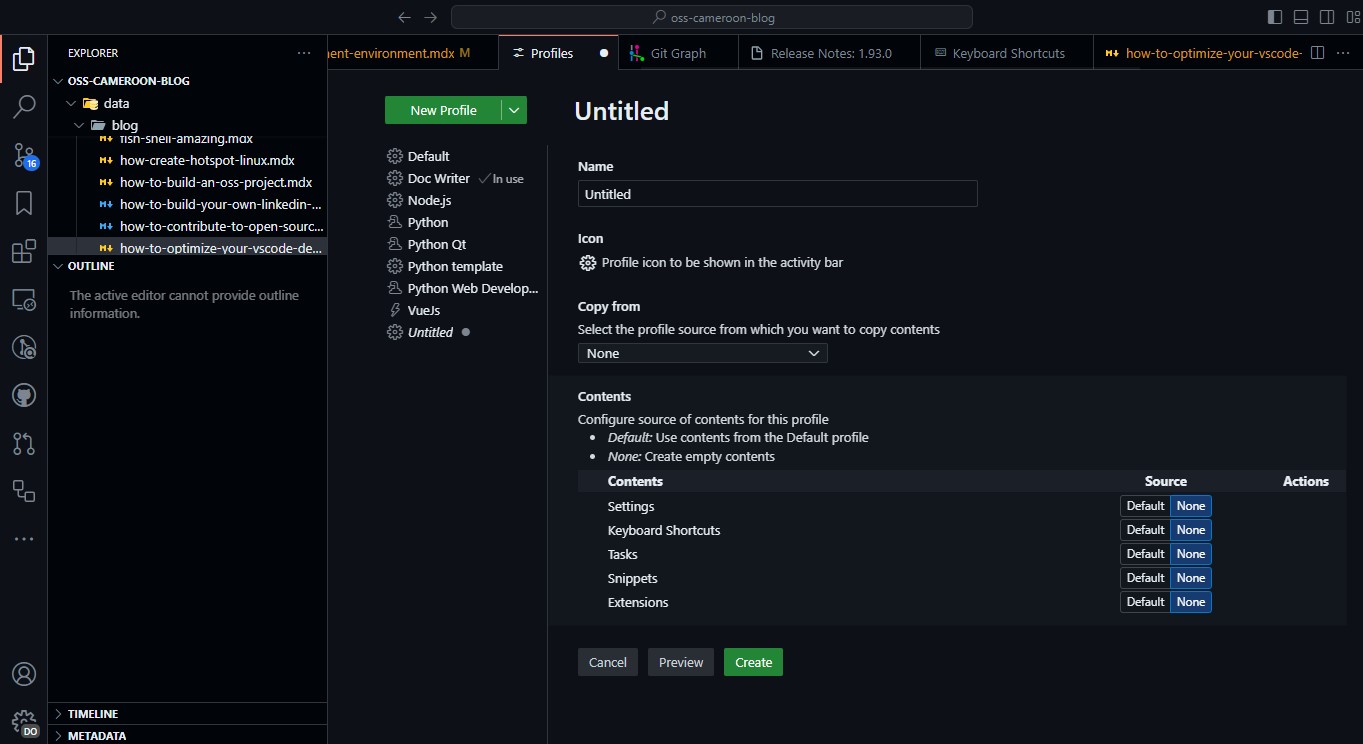 oss-cameroon-blog
EXPLORER
ent-environment.mdx M
Profiles
Git Graph
Release Notes: 1.93.0
Keyboard Shortcuts
how-to-optimize-your-vscode-
OSS-CAMEROON-BLOG
data
blog
fish-shell-amazing.mdx
how-create-hotspot-linux.mdx
how-to-build-an-oss-project.mdx
how-to-build-your-own-linkedin-...
how-to-contribute-to-open-sourc...
how-to-optimize-your-vscode-de...
OUTLINE
The active editor cannot provide outline
information.
TIMELINE
METADATA
16
DO
New Profile
Default
Doc Writer In use
Node.js
Python
Python Qt
Python template
Python Web Develop...
VueJs
Untitled
Untitled
Name
Untitled
Icon
Profile icon to be shown in the activity bar
Copy from
Select the profile source from which you want to copy contents
None
Contents
Configure source of contents for this profile
• Default: Use contents from the Default profile
• None: Create empty contents
Contents Source Actions
Settings Default None
Keyboard Shortcuts Default None
Tasks Default None
Snippets Default None
Extensions Default None
Cancel Preview Create